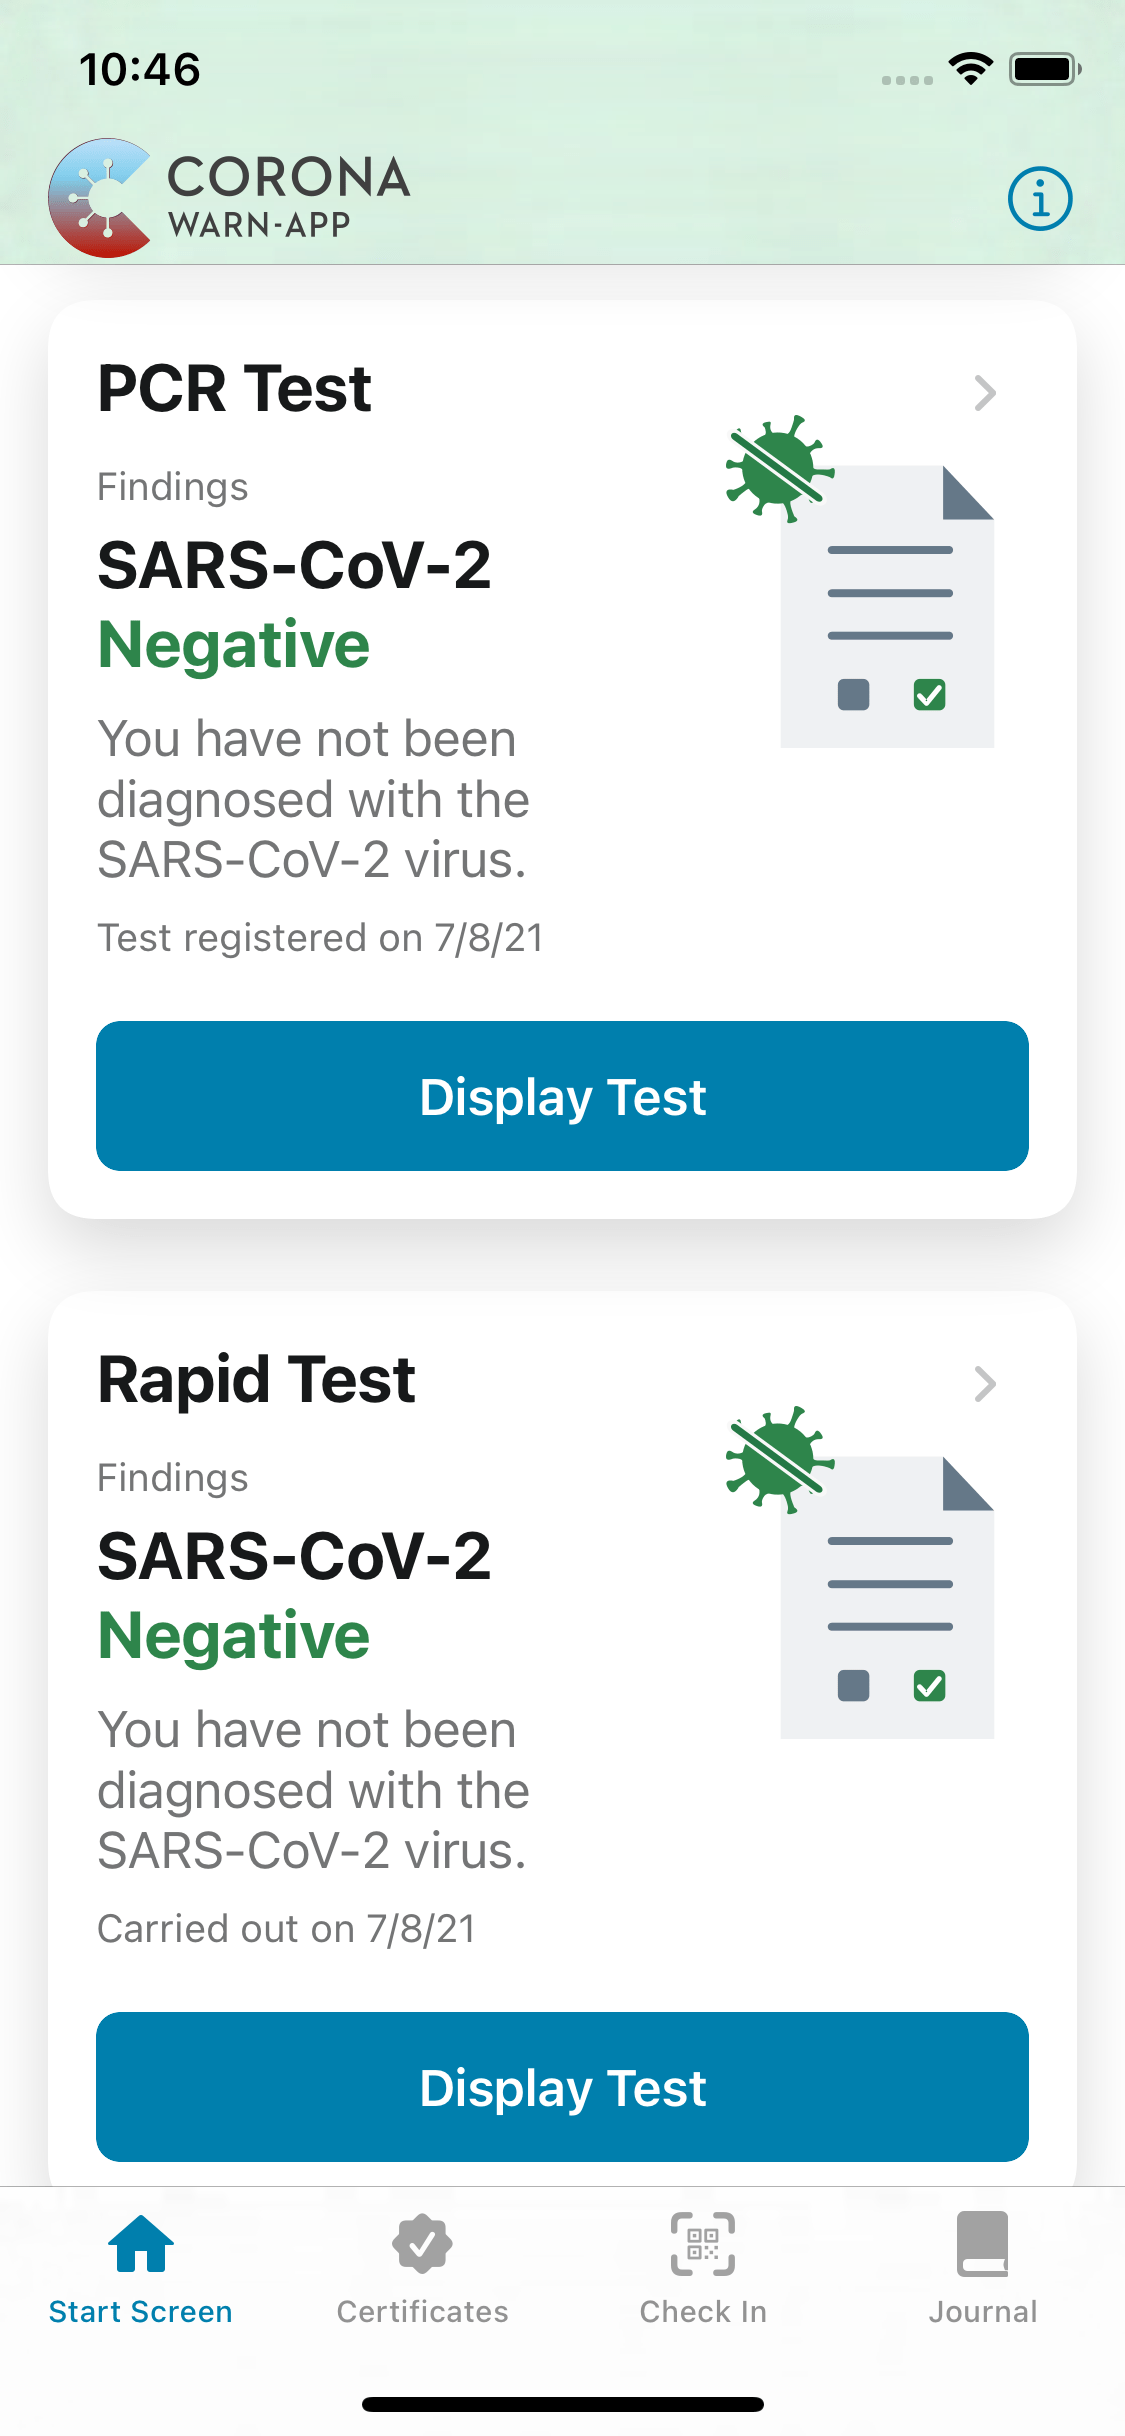 10:46
CORONA
WARN-APP
PCR Test
Findings
SARS-CoV-2
Negative
You have not been
diagnosed with the
SARS-CoV-2 virus.
Test registered on 7/8/21
Display Test
Rapid Test
Findings
SARS-CoV-2
Negative
You have not been
diagnosed with the
SARS-CoV-2 virus.
Carried out on 7/8/21
Display Test
Start Screen
Certificates
Check In
Journal